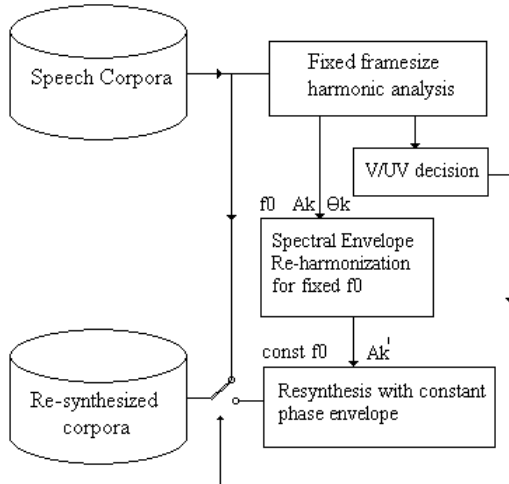 Speech Corpora
Fixed framesize
harmonic analysis
V/UV decision
f0 Ak Θk
Spectral Envelope
Re-harmonization
for fixed f0
const f0 Ak'
Re-synthesized
corpora
Resynthesis with constant
phase envelope